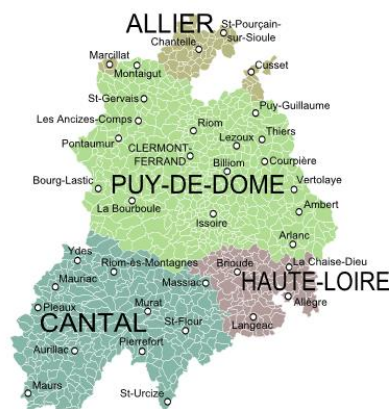 ALLIER
St-Pourçain-
sur-Sioule
Chantelle
Marcillat
Montaigut
Cusset
St-Gervais
Puy-Guillaume
Les Ancizes-Comps
Riom
Thiers
Pontaumur
Lezoux
CLERMONT-
FERRAND
Courpière
Billiom
Bourg-Lastic
PUY-DE-DOME
Vertolaye
La Bourboule
Ambert
Issoire
Arlanc
Ydes
Riom-ès-Montagnes
Brioude
La Chaise-Dieu
Mauriac
Massiac
HAUTE-LOIRE
Pleaux
Murat
Allègre
CANTAL
St-Flour
Langeac
Aurillac
Pierrefort
Maurs
St-Urcize